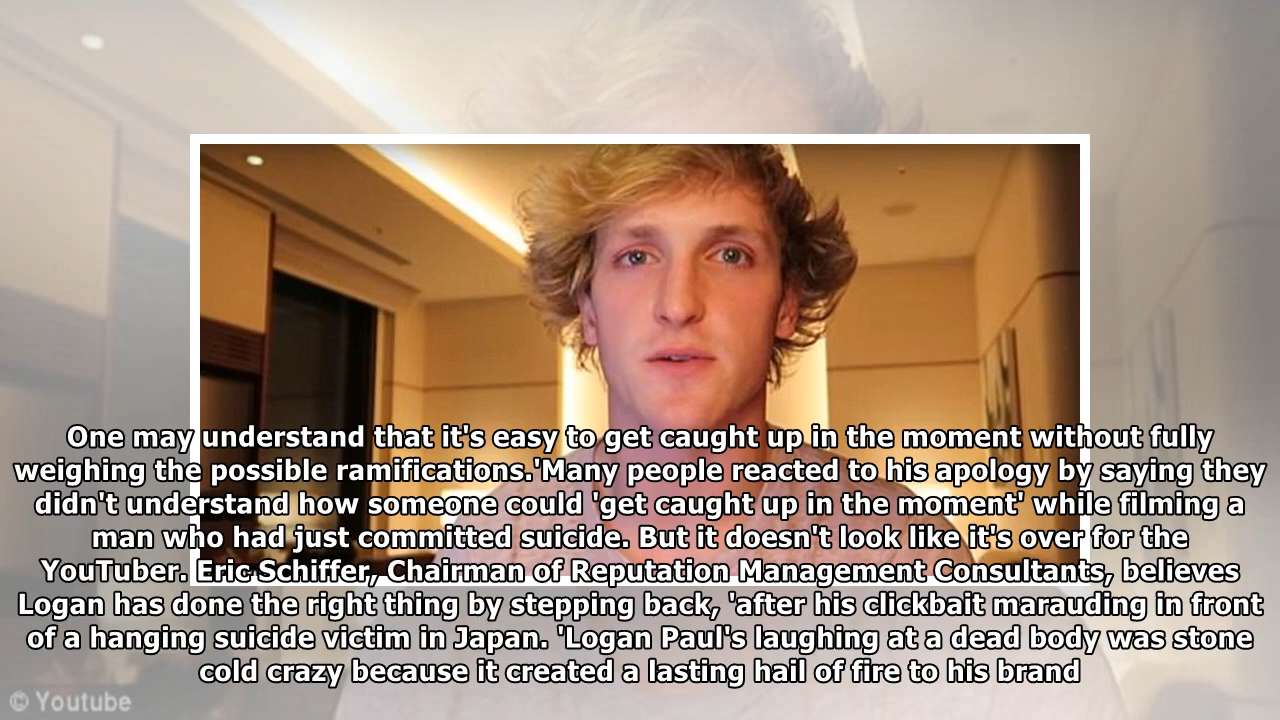 One may understand that it's easy to get caught up in the moment without fully
weighing the possible ramifications.'Many people reacted to his apology by saying they
didn't understand how someone could 'get caught up in the moment' while filming a
man who had just committed suicide. But it doesn't look like it's over for the
YouTuber. Eric Schiffer, Chairman of Reputation Management Consultants, believes
Logan has done the right thing by stepping back, 'after his clickbait marauding in front
of a hanging suicide victim in Japan. 'Logan Paul's laughing at a dead body was stone
cold crazy because it created a lasting hail of fire to his brand
© Youtube